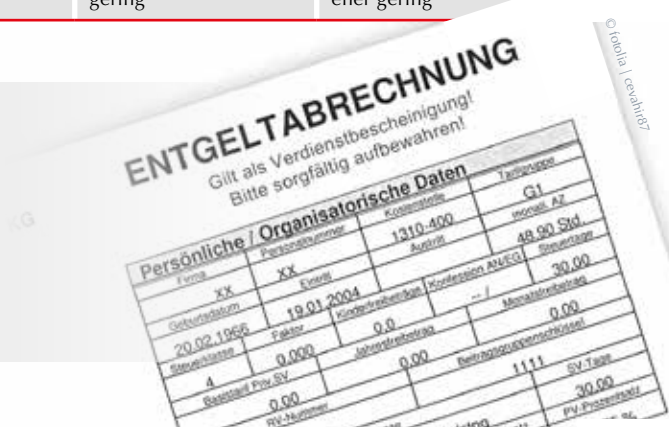 gering
eher gering
© fotolia | cevahir87
ENTGELTABRECHNUNG
Gilt als Verdienstbescheinigung!
Bitte sorgfältig aufbewahren!
Persönliche / Organisatorische Daten
Firma Personalnummer Kostenstelle Tarifgruppe
XX XX 1310-400 G1
Geburtsdatum Eintritt Austritt monatl. AZ
20.02.1966 19.01.2004 48,90 Std.
Steuerklasse Faktor Kinderfreibeträge Konfession AN/EG Steuertage
4 0.000 0,0 -- / 30,00
Basistarif Priv.SV Jahresfreibetrag Monatsfreibetrag
0,00 0,00 0,00
RV-Nummer Beitragsgruppenschlüssel SV-Tage
1111 30,00
PV-Prozentsatz